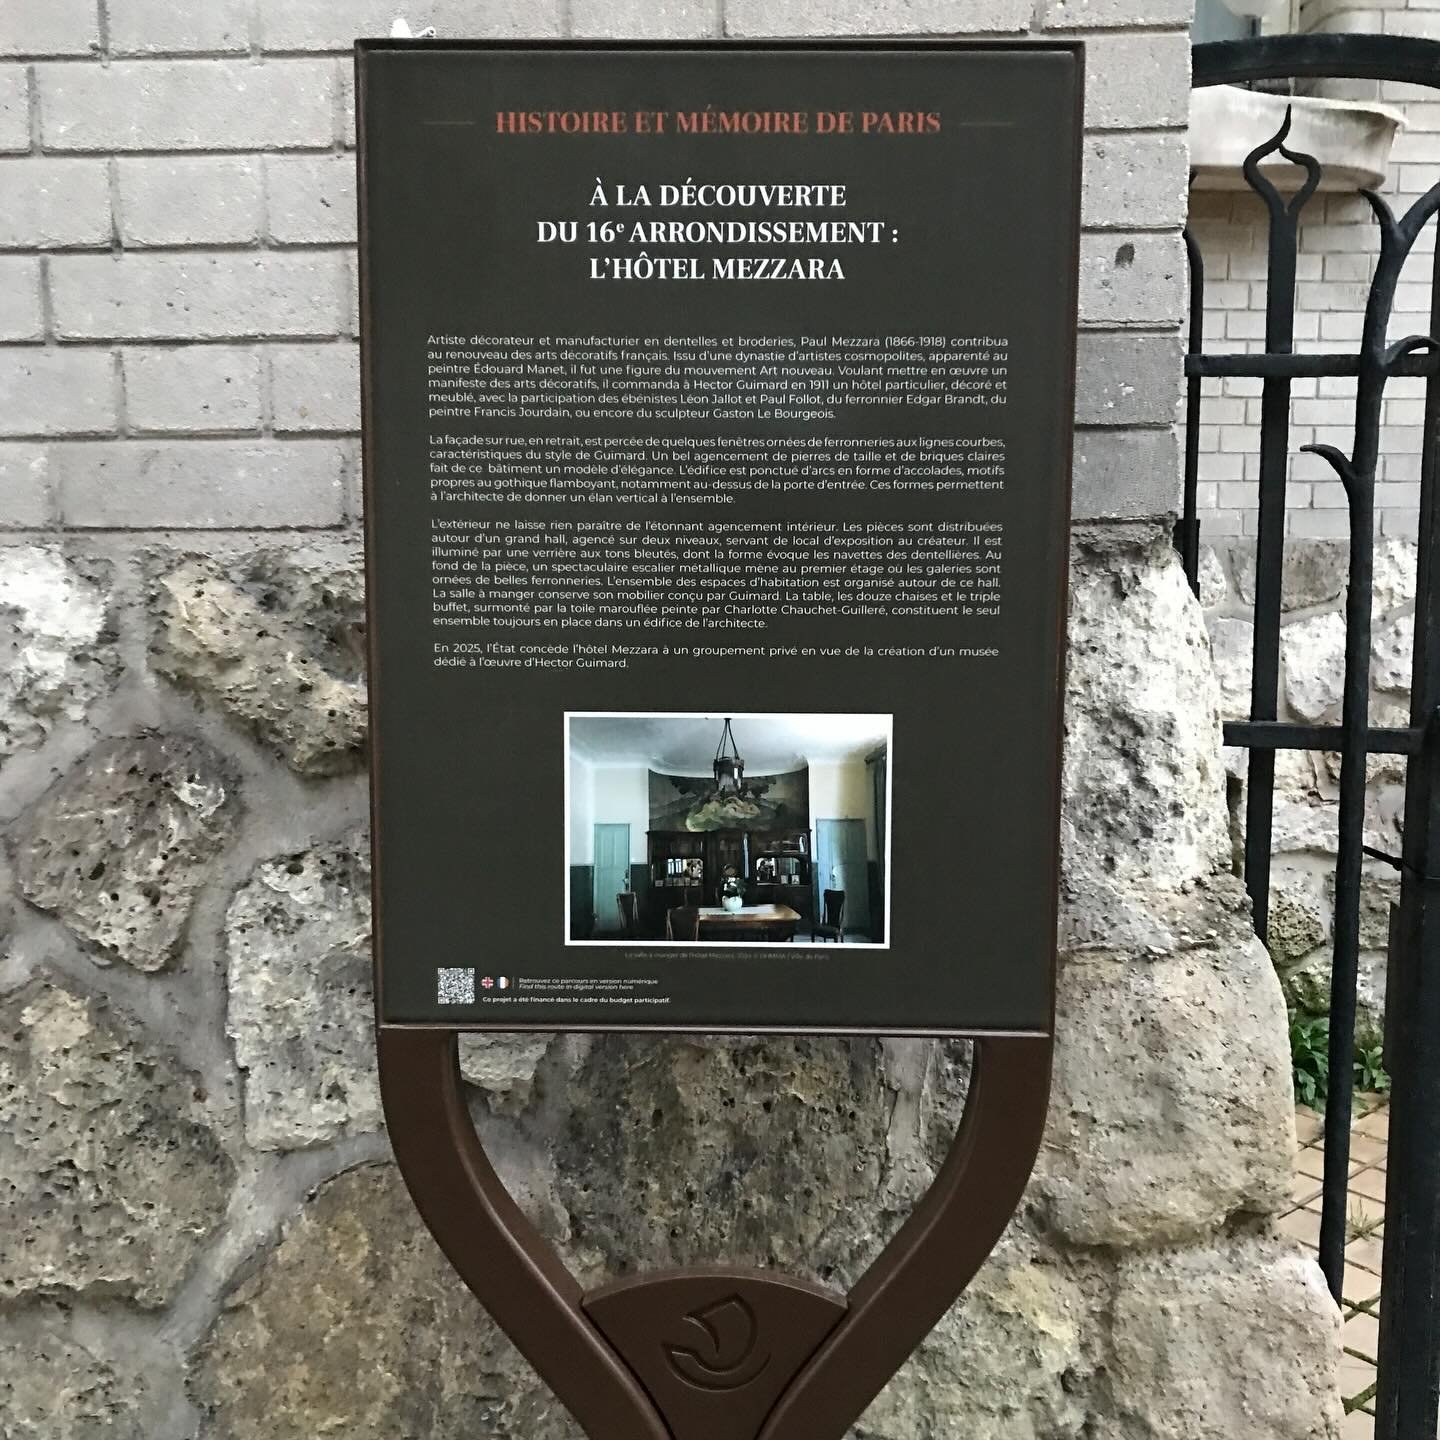 HISTOIRE ET MÉMOIRE DE PARIS
À LA DÉCOUVERTE
DU 16e ARRONDISSEMENT :
L'HÔTEL MEZZARA
Artiste décorateur et manufacturier en dentelles et broderies, Paul Mezzara (1866-1918) contribua
au renouveau des arts décoratifs français. Issu d'une dynastie d'artistes cosmopolites, apparenté au
peintre Édouard Manet, il fut une figure du mouvement Art nouveau. Voulant mettre en œuvre un
manifeste des arts décoratifs, il commanda à Hector Guimard en 1911 un hôtel particulier, décoré et
meublé, avec la participation des ébénistes Léon Jallot et Paul Follot, du ferronnier Edgar Brandt, du
peintre Francis Jourdain, ou encore du sculpteur Gaston Le Bourgeois.
La façade sur rue, en retrait, est percée de quelques fenêtres ornées de ferronneries aux lignes courbes,
caractéristiques du style de Guimard. Un bel agencement de pierres de taille et de briques claires
fait de ce bâtiment un modèle d'élégance. L'édifice est ponctué d'arcs en forme d'accolades, motifs
propres au gothique flamboyant, notamment au-dessus de la porte d'entrée. Ces formes permettent
à l'architecte de donner un élan vertical à l'ensemble.
L'extérieur ne laisse rien paraître de l'étonnant agencement intérieur. Les pièces sont distribuées
autour d'un grand hall, agencé sur deux niveaux, servant de local d'exposition au créateur. Il est
illuminé par une verrière aux tons bleutés, dont la forme évoque les navettes des dentellières. Au
fond de la pièce, un spectaculaire escalier métallique mène au premier étage où les galeries sont
ornées de belles ferronneries. L'ensemble des espaces d'habitation est organisé autour de ce hall.
La salle à manger conserve son mobilier conçu par Guimard. La table, les douze chaises et le triple
buffet, surmonté par la toile marouflée peinte par Charlotte Chauchet-Guilleré, constituent le seul
ensemble toujours en place dans un édifice de l'architecte.
En 2025, l'État concède l'hôtel Mezzara à un groupement privé en vue de la création d'un musée
dédié à l'œuvre d'Hector Guimard.
La salle à manger de l'hôtel Mezzara
Retrouvez ce parcours en version numérique
Find this route in digital version here
Ce projet a été financé dans le cadre du budget participatif.